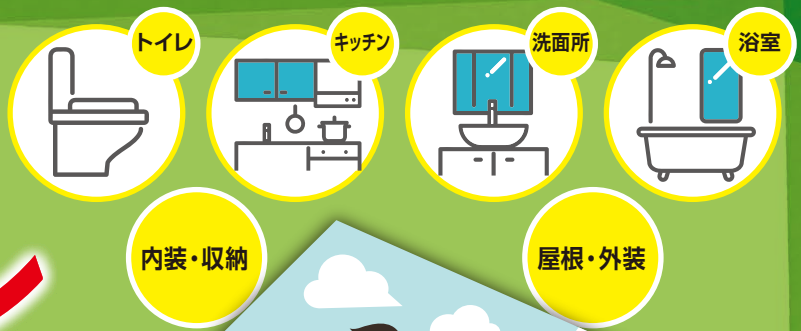 トイレ
キッチン
洗面所
浴室
内装・収納
屋根・外装